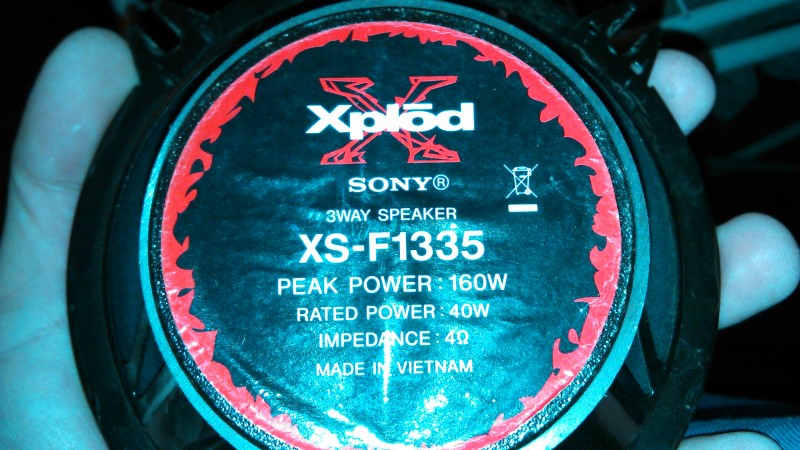 Xplōd
SONY®
3WAY SPEAKER
XS-F1335
PEAK POWER : 160W
RATED POWER : 40W
IMPEDANCE : 4Ω
MADE IN VIETNAM